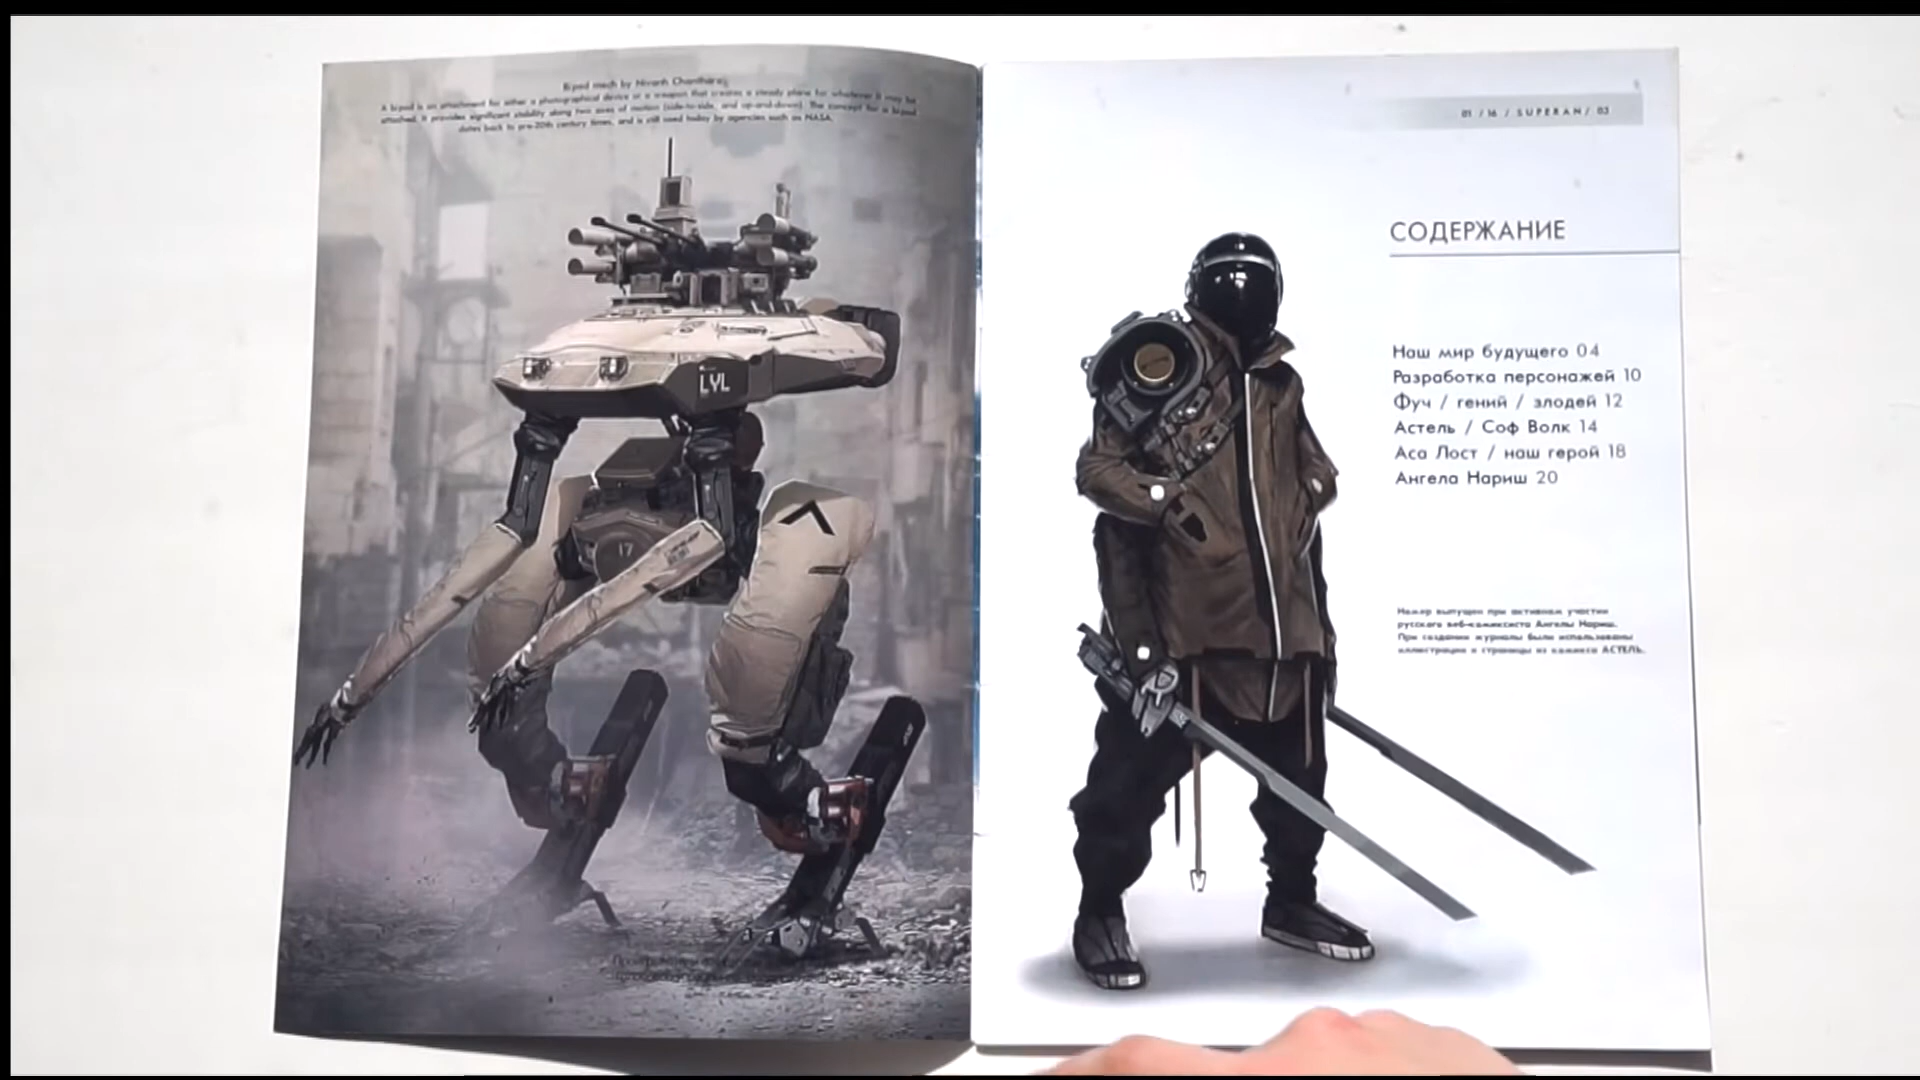 Biped mech by Nivanh Chanthara
A bi-pod is an attachment for either a photographical device or a weapon that creates a steady plane for whatever it may be
attached. It provides significant stability along two axes of motion (side-to-side, and up-and-down). The concept for a bi-pod
dates back to pre-20th century times, and is still used today by agencies such as NASA.
LYL
17
01 / 16 / SUPERAN / 03
СОДЕРЖАНИЕ
Наш мир будущего 04
Разработка персонажей 10
Фуч / гений / злодей 12
Астель / Соф Волк 14
Аса Лост / наш герой 18
Ангела Нариш 20
Номер выпущен при активном участии
русского веб-комиксиста Ангелы Нариш.
При создании журнала были использованы
иллюстрации и страницы из комикса АСТЕЛЬ.